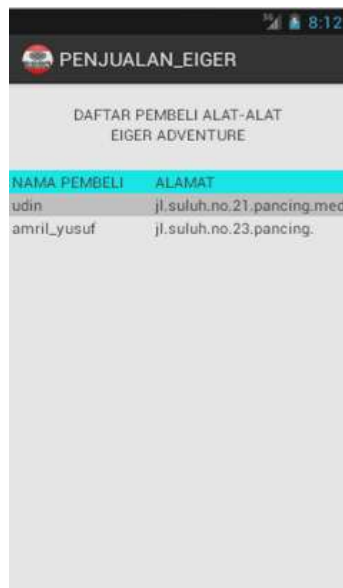 8:12
PENJUALAN_EIGER
DAFTAR PEMBELI ALAT-ALAT
EIGER ADVENTURE
NAMA PEMBELI ALAMAT
udin jl.suluh.no.21.pancing.med
amril_yusuf jl.suluh.no.23.pancing.